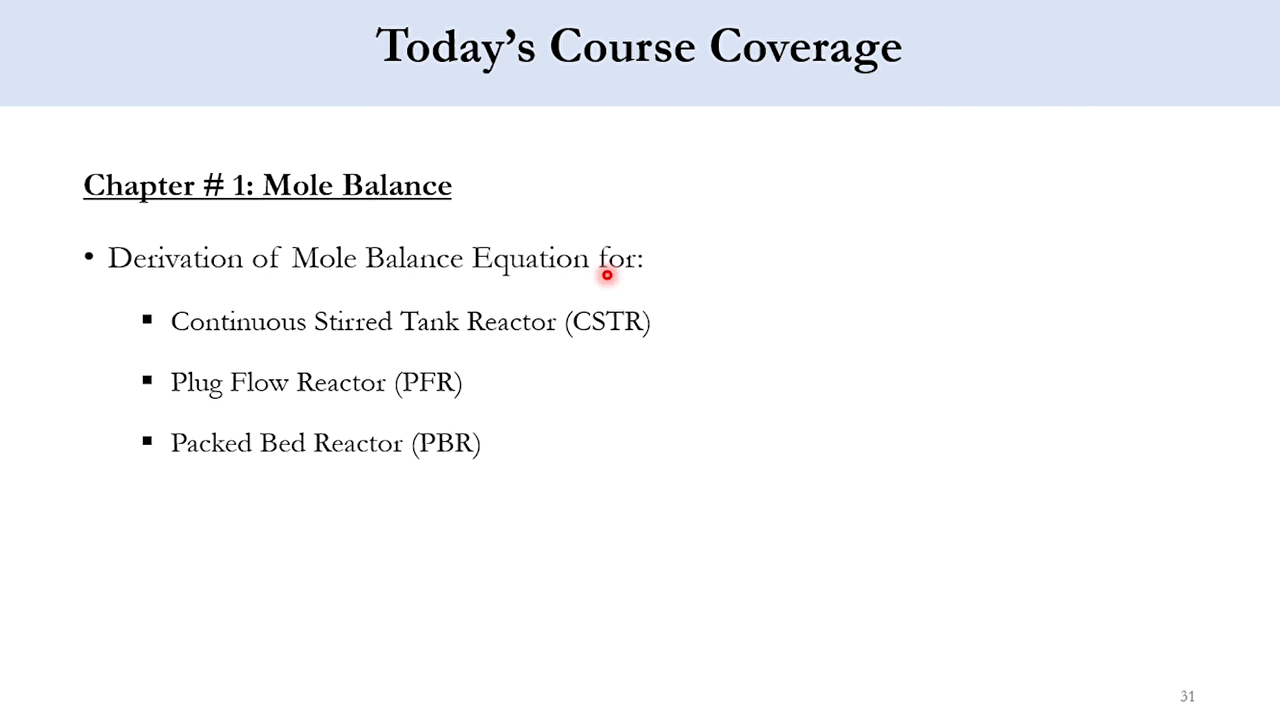 Today’s Course Coverage
Chapter # 1: Mole Balance
• Derivation of Mole Balance Equation for:
▪ Continuous Stirred Tank Reactor (CSTR)
▪ Plug Flow Reactor (PFR)
▪ Packed Bed Reactor (PBR)
31